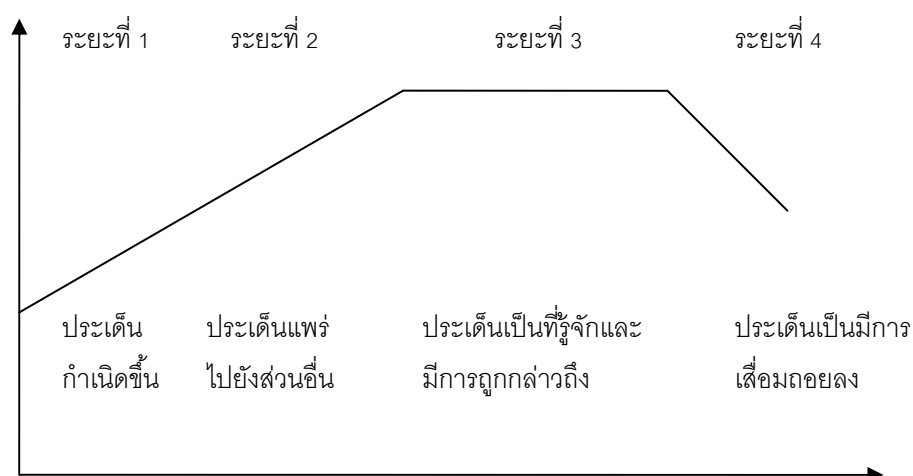 ระยะที่ 1 ระยะที่ 2 ระยะที่ 3 ระยะที่ 4
ประเด็น ประเด็นแพร่ ประเด็นเป็นที่รู้จักและ ประเด็นเป็นมีการ
กำเนิดขึ้น ไปยังส่วนอื่น มีการถูกกล่าวถึง เสื่อมถอยลง